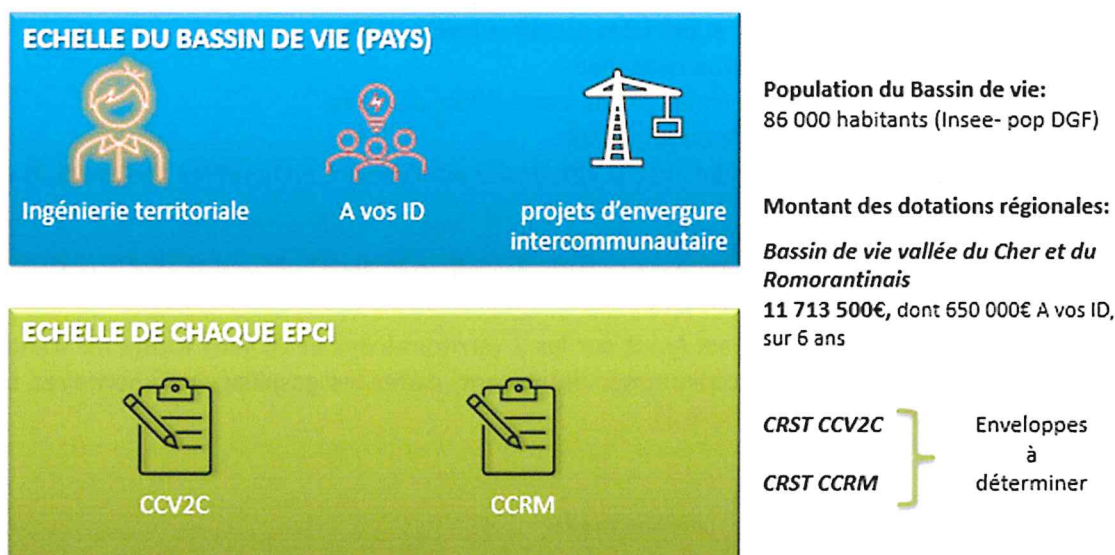 ECHELLE DU BASSIN DE VIE (PAYS)
Ingénierie territoriale
A vos ID
projets d'envergure
intercommunautaire
Population du Bassin de vie:
86 000 habitants (Insee- pop DGF)
Montant des dotations régionales:
Bassin de vie vallée du Cher et du
Romorantinais
11 713 500€, dont 650 000€ A vos ID,
sur 6 ans
ECHELLE DE CHAQUE EPCI
CCV2C
CCRM
CRST CCV2C
CRST CCRM
Enveloppes
à
déterminer